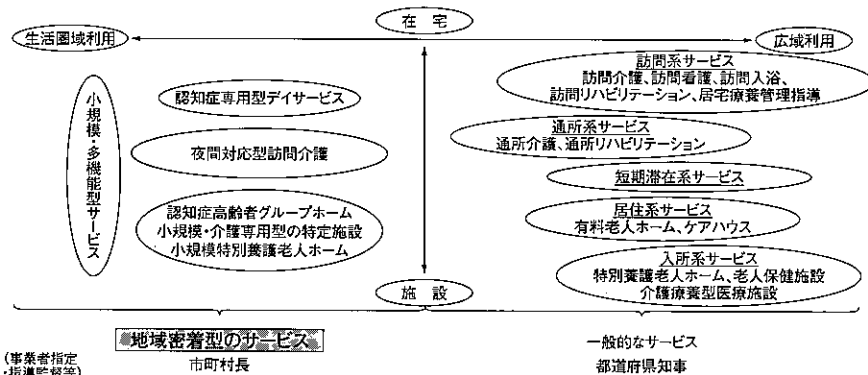 在宅
生活圏域利用
広域利用
小規模・多機能型サービス
認知症専用型デイサービス
夜間対応型訪問介護
認知症高齢者グループホーム
小規模・介護専用型の特定施設
小規模特別養護老人ホーム
訪問系サービス
訪問介護、訪問看護、訪問入浴、
訪問リハビリテーション、居宅療養管理指導
通所系サービス
通所介護、通所リハビリテーション
短期滞在系サービス
居住系サービス
有料老人ホーム、ケアハウス
入所系サービス
特別養護老人ホーム、老人保健施設
介護療養型医療施設
施設
地域密着型のサービス
一般的なサービス
(事業者指定
・指導監督等)
市町村長
都道府県知事